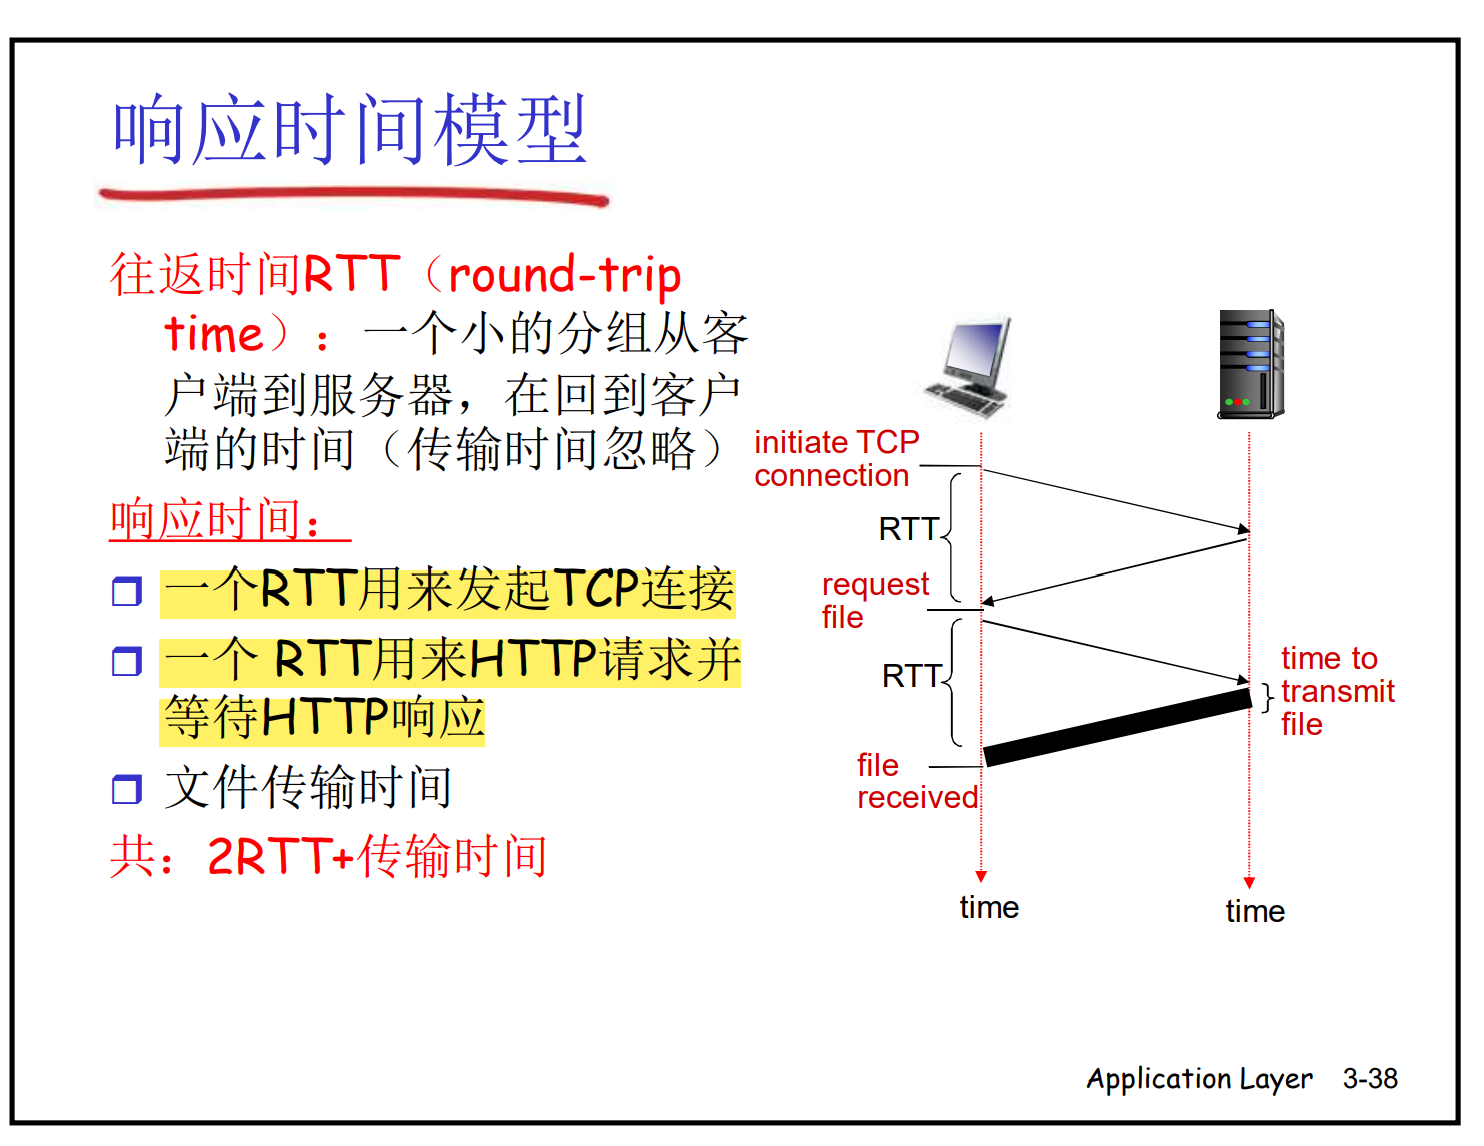 响应时间模型
往返时间RTT（round-trip
time）：一个小的分组从客
户端到服务器，在回到客户
端的时间（传输时间忽略）
响应时间：
一个RTT用来发起TCP连接
一个 RTT用来HTTP请求并
等待HTTP响应
文件传输时间
共：2RTT+传输时间
initiate TCP
connection
RTT
request
file
RTT
time to
transmit
file
file
received
time
time
Application Layer 3-38